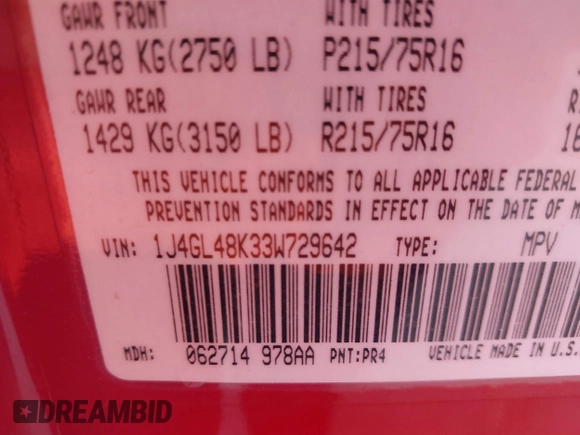 GAWR FRONT WITH TIRES
1248 KG(2750 LB) P215/75R16
GAWR REAR WITH TIRES
1429 KG(3150 LB) R215/75R16 16
THIS VEHICLE CONFORMS TO ALL APPLICABLE FEDERAL
PREVENTION STANDARDS IN EFFECT ON THE DATE OF
VIN: 1J4GL48K33W729642 TYPE: MPV
MDH: 062714 978AA PNT:PR4 VEHICLE MADE IN U.S.
DREAMBID